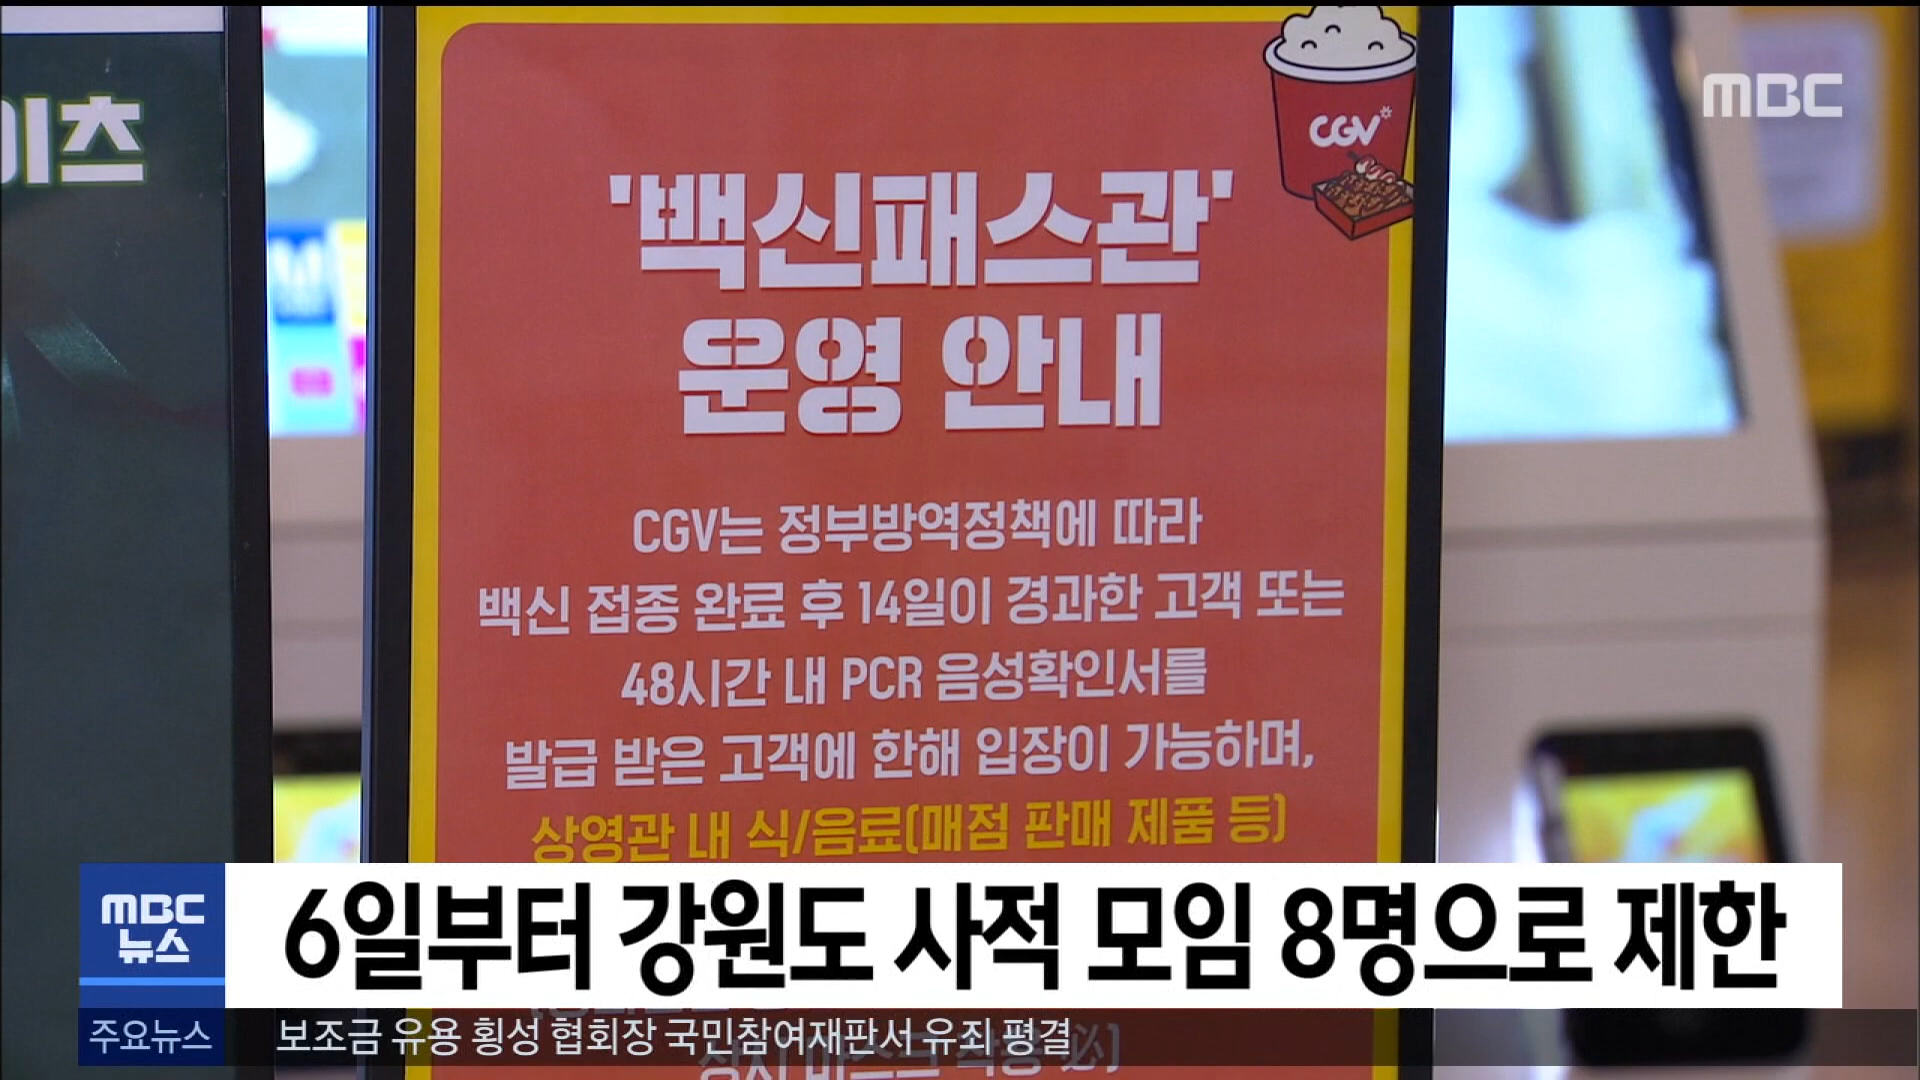 이츠
MBC
CGV
'백신패스관'
운영 안내
CGV는 정부방역정책에 따라
백신 접종 완료 후 14일이 경과한 고객 또는
48시간 내 PCR 음성확인서를
발급 받은 고객에 한해 입장이 가능하며,
상영관 내 식/음료(매점 판매 제품 등)
MBC
뉴스
6일부터 강원도 사적 모임 8명으로 제한
주요뉴스
보조금 유용 횡성 협회장 국민참여재판서 유죄 평결